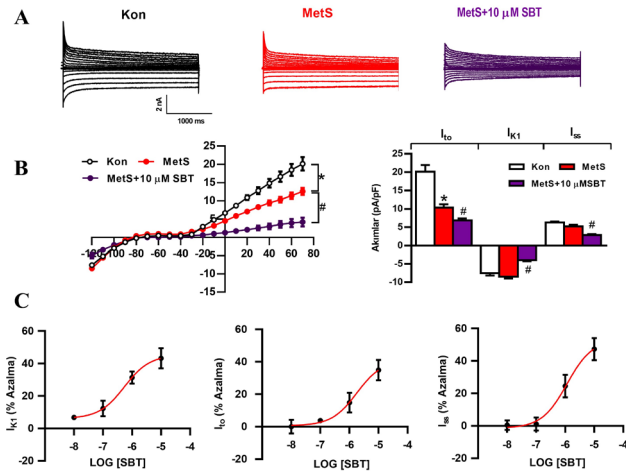 A
Kon
MetS
MetS+10 µM SBT
2 nA
1000 ms
B
Kon
MetS
MetS+10 µM SBT
25
20
15
10
5
-5
-10
-15
-120 -100 -80 -60 -40 -20 20 40 60 80
*
#
Ito IK1 Iss
Kon
MetS
MetS+10 µMSBT
Akımlar (pA/pF)
25
20
15
10
5
0
-5
-10
* # # #
C
IK1 (% Azalma)
60
40
20
0
-8 -7 -6 -5 -4
LOG [SBT]
Ito (% Azalma)
60
40
20
0
-8 -7 -6 -5 -4
LOG [SBT]
Iss (% Azalma)
60
40
20
0
-8 -7 -6 -5 -4
LOG [SBT]